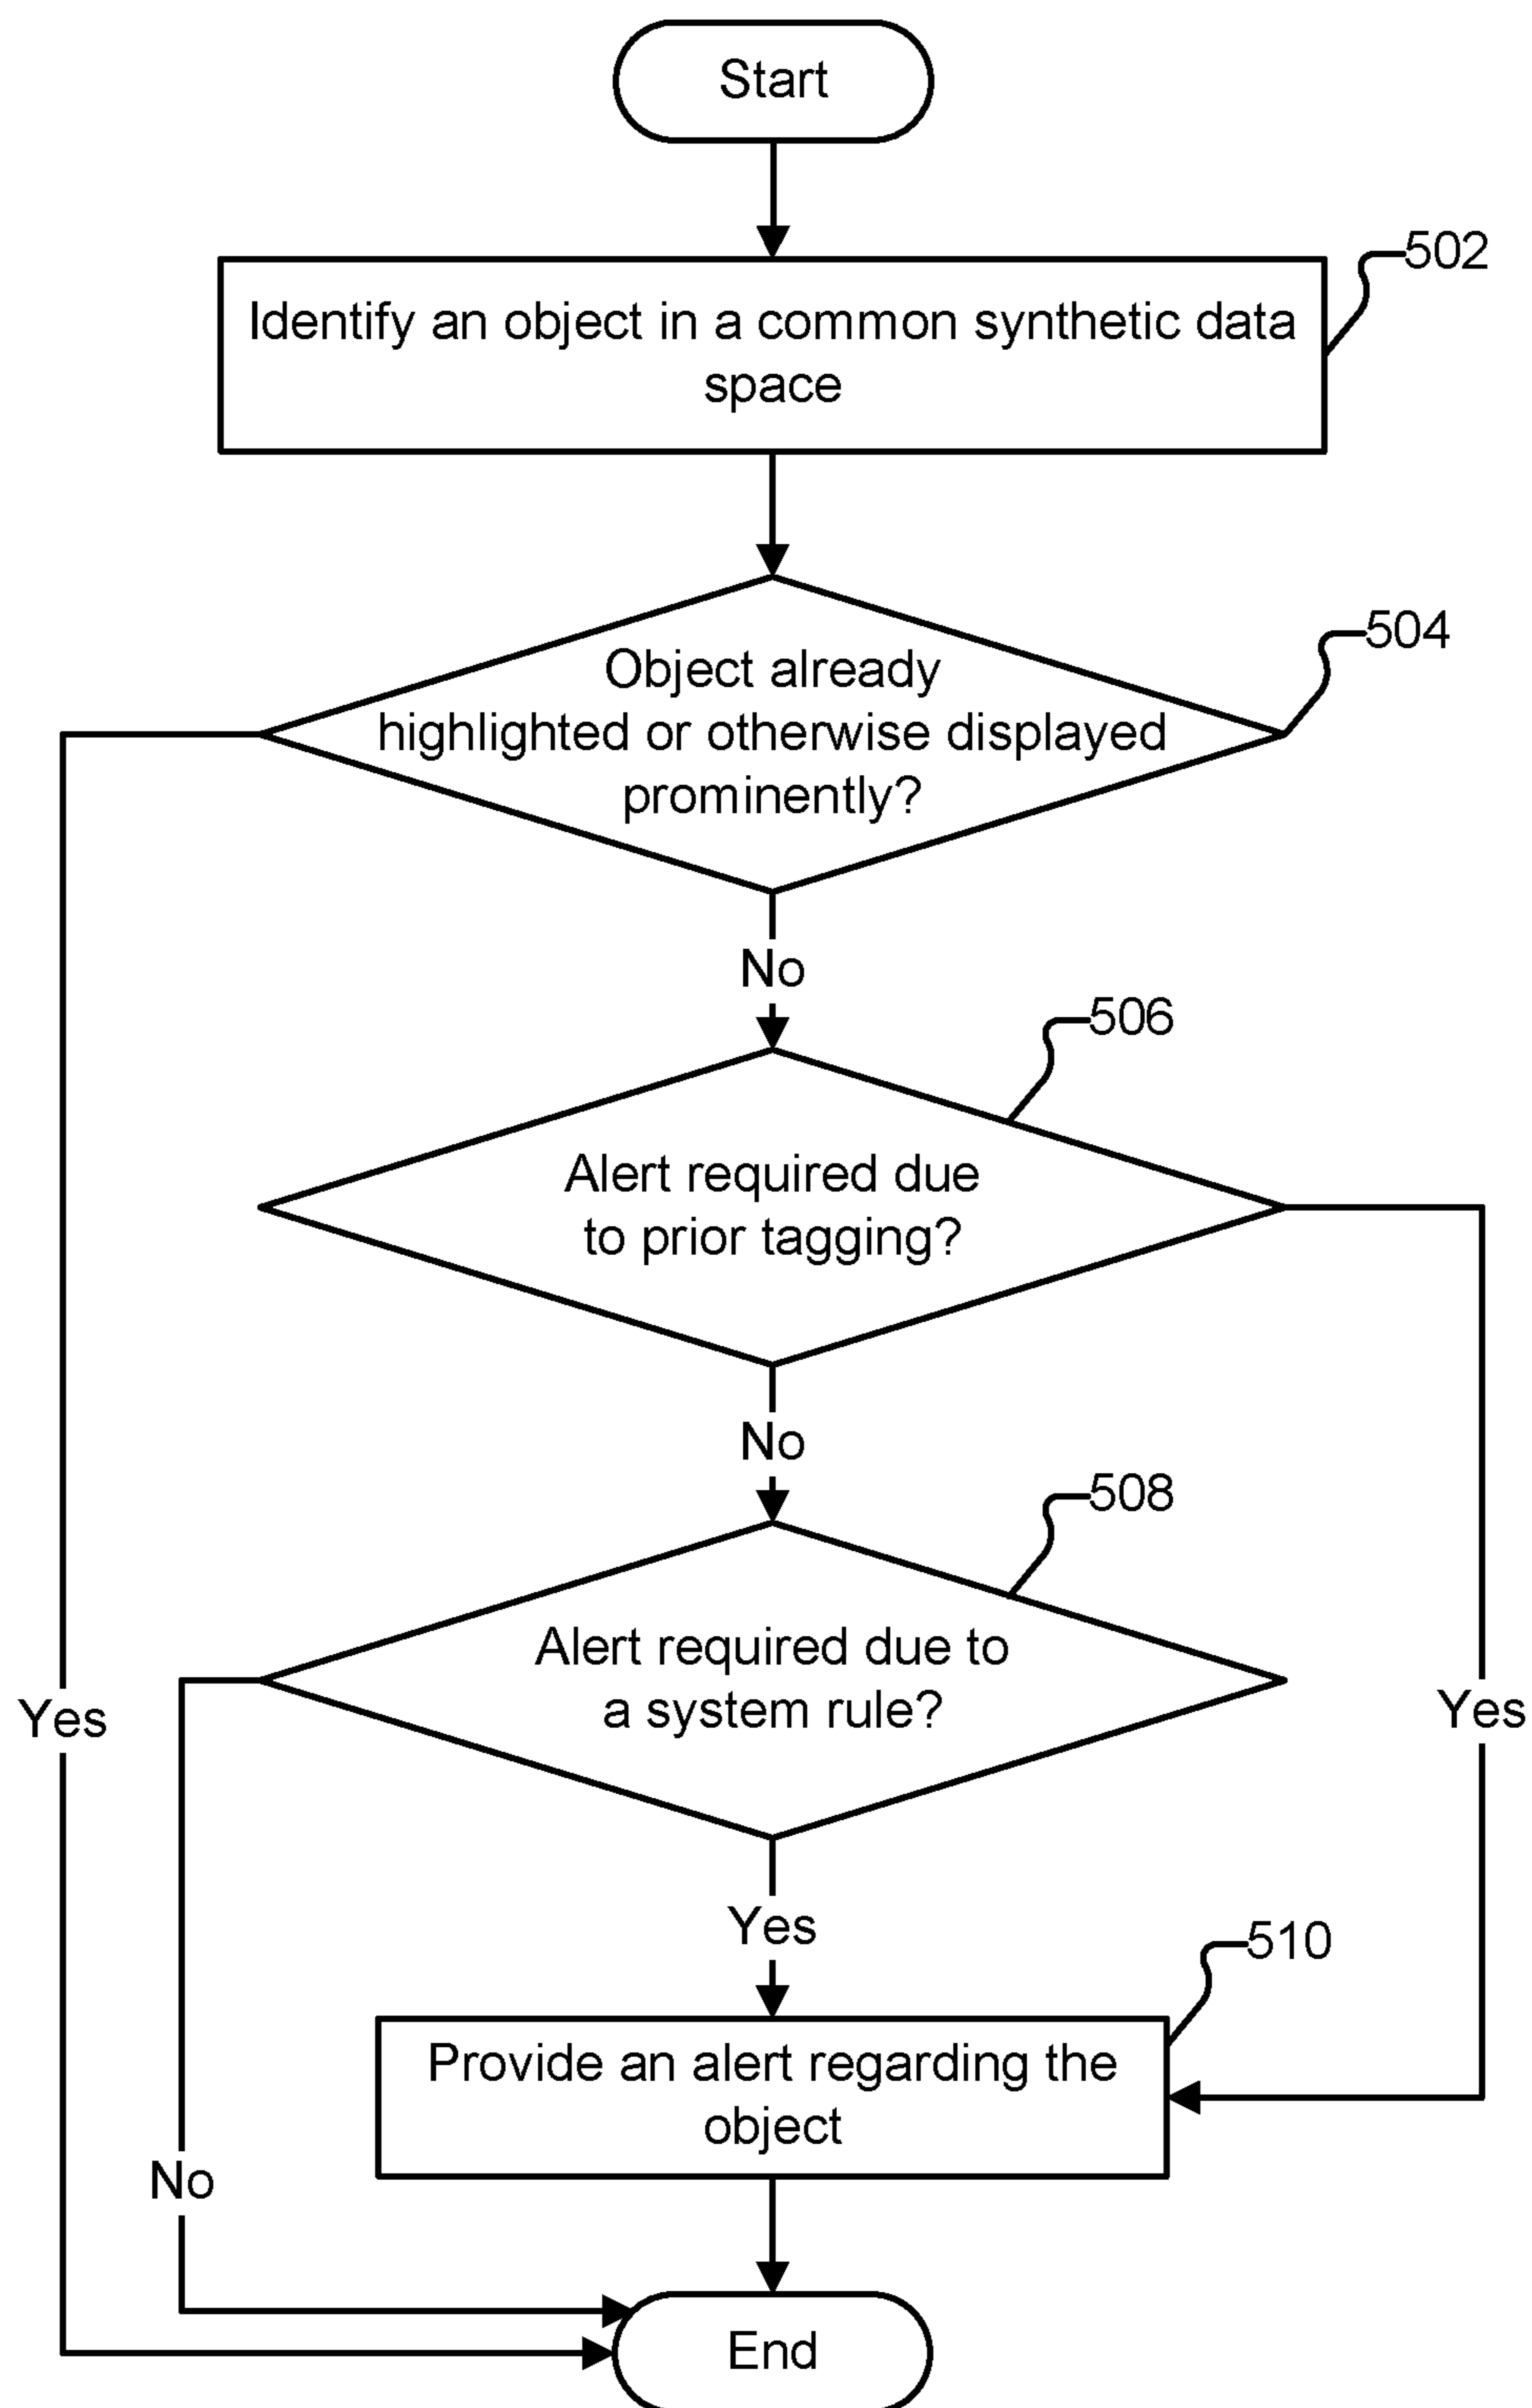 Start
502
Identify an object in a common synthetic data
space
504
Object already
highlighted or otherwise displayed
prominently?
No
506
Alert required due
to prior tagging?
No
508
Alert required due to
a system rule?
Yes
Yes
Yes
510
Provide an alert regarding the
object
No
End